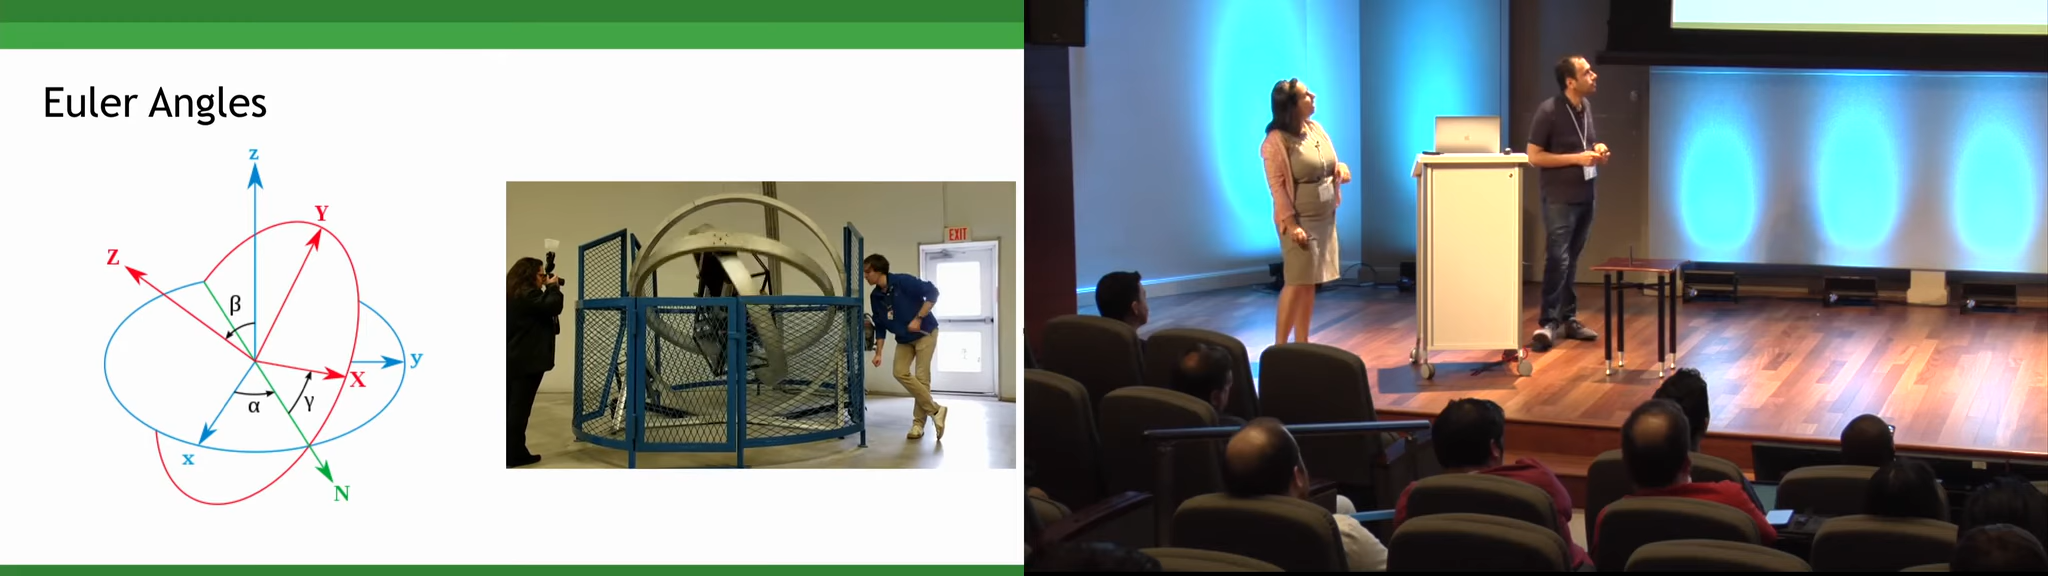 Euler Angles
z
Y
Z
β
y
X
α
γ
x
N
EXIT